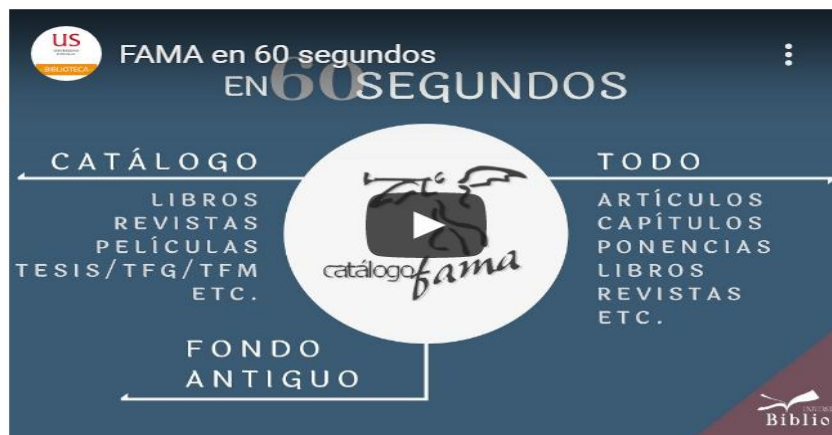 US
BIBLIOTECA
FAMA en 60 segundos
EN 60 SEGUNDOS
CATÁLOGO
LIBROS
REVISTAS
PELÍCULAS
TESIS/TFG/TFM
ETC.
catálogo fama
TODO
ARTÍCULOS
CAPÍTULOS
PONENCIAS
LIBROS
REVISTAS
ETC.
FONDO
ANTIGUO
Biblio